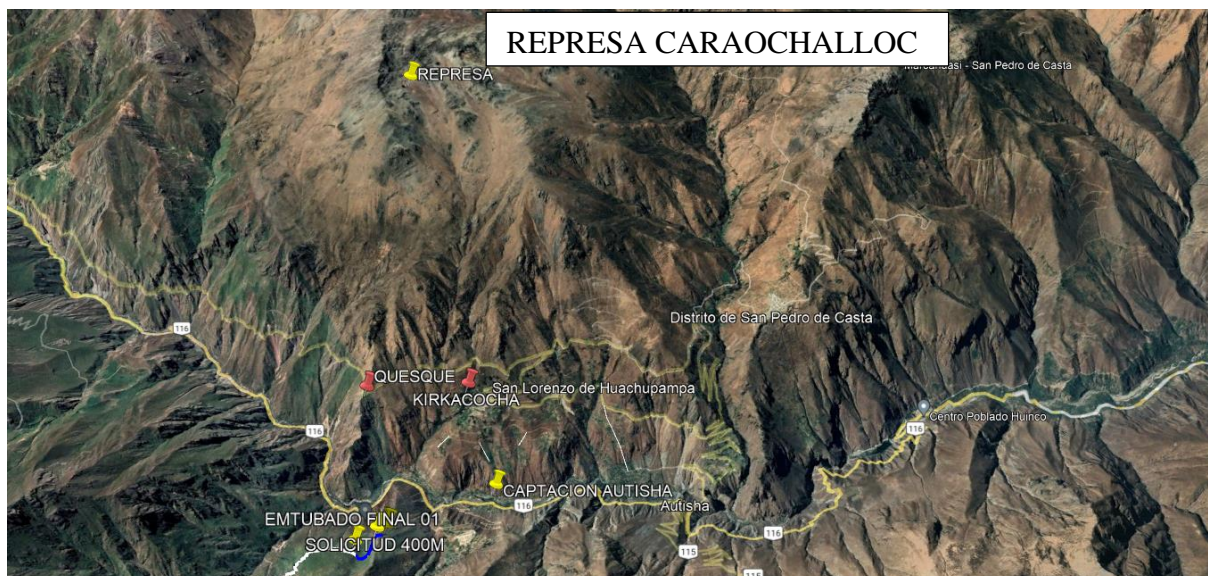 REPRESA CARAOCHALLOC
- San Pedro de Casta
REPRESA
Distrito de San Pedro de Casta
116
QUESQUE
San Lorenzo de Huachupampa
KIRKACOCHA
Centro Poblado Huinco
116
116
CAPTACION AUTISHA
116
Autisha
EMTUBADO FINAL 01
116
SOLICITUD 400M
115
115